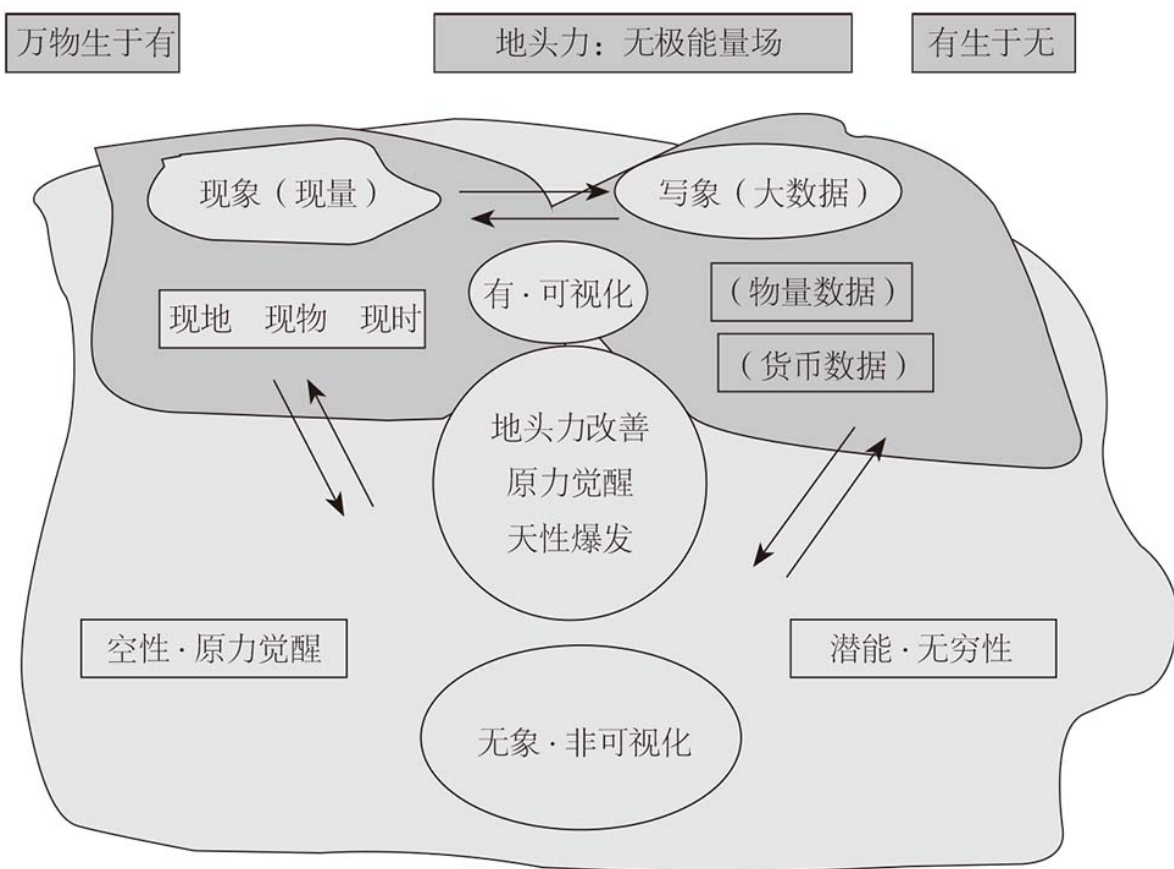 万物生于有
地头力：无极能量场
有生于无
现象（现量）
写象（大数据）
有·可视化
（物量数据）
现地 现物 现时
（货币数据）
地头力改善
原力觉醒
天性爆发
空性·原力觉醒
潜能·无穷性
无象·非可视化